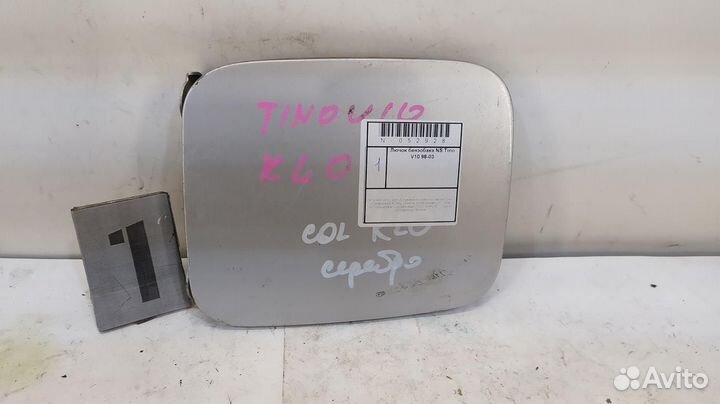 TINO V10
KL0
N 052928
1
Лючок бензобака NS Tino
V10 98-03
COL KL0
серебро
1
Avito